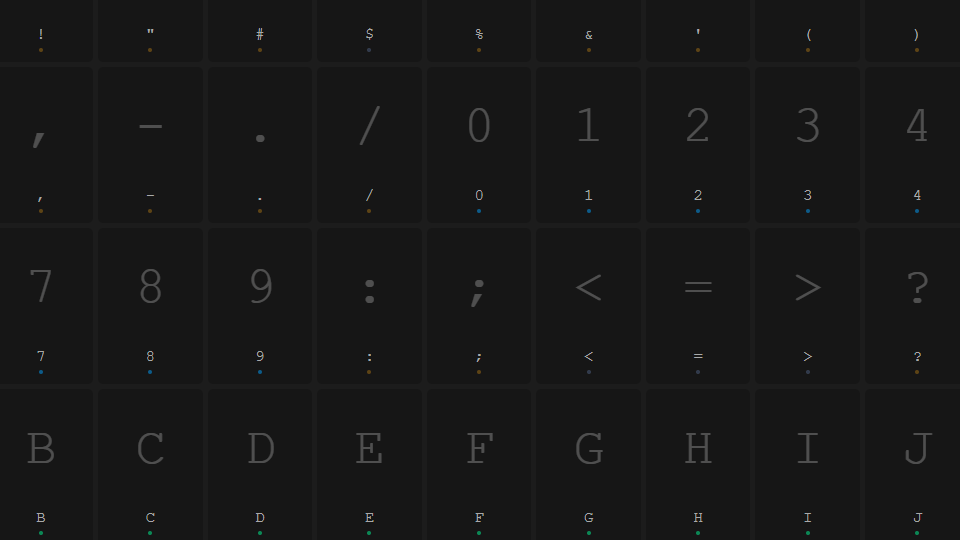 ! " # $ % & ' ( )
, - . / 0 1 2 3 4
, - . / 0 1 2 3 4
7 8 9 : ; < = > ?
7 8 9 : ; < = > ?
B C D E F G H I J
B C D E F G H I J